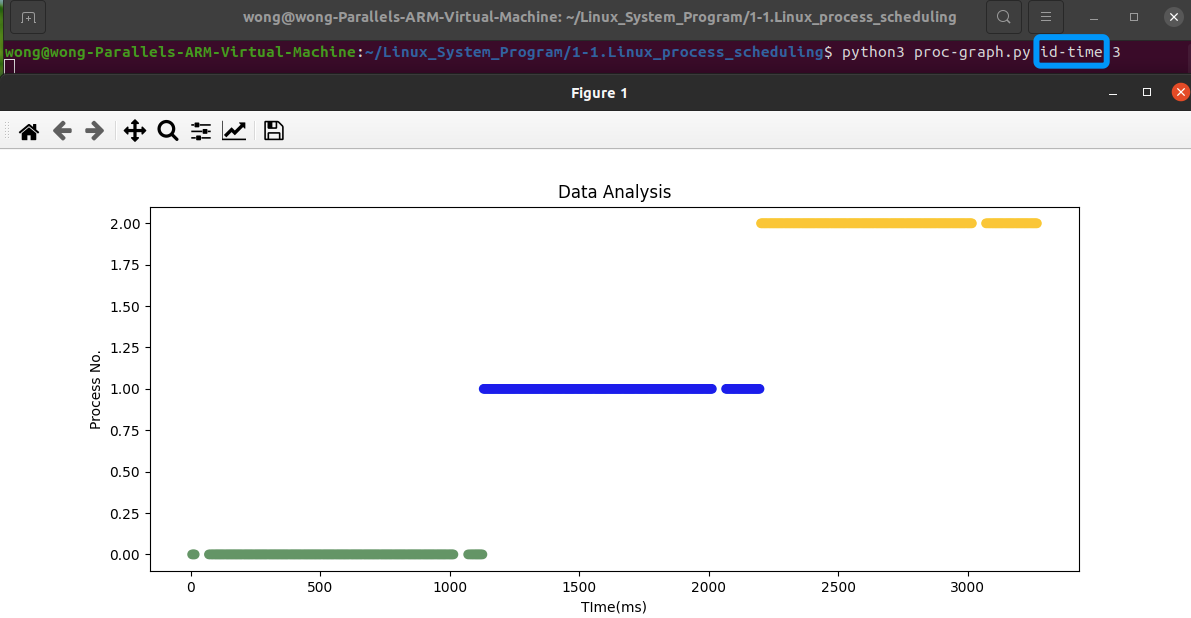 wong@wong-Parallels-ARM-Virtual-Machine: ~/Linux_System_Program/1-1.Linux_process_scheduling
wong@wong-Parallels-ARM-Virtual-Machine:~/Linux_System_Program/1-1.Linux_process_scheduling$ python3 proc-graph.py id-time 3
Figure 1
Data Analysis
2.00
1.75
1.50
1.25
1.00
0.75
0.50
0.25
0.00
Process No.
0 500 1000 1500 2000 2500 3000
TIme(ms)